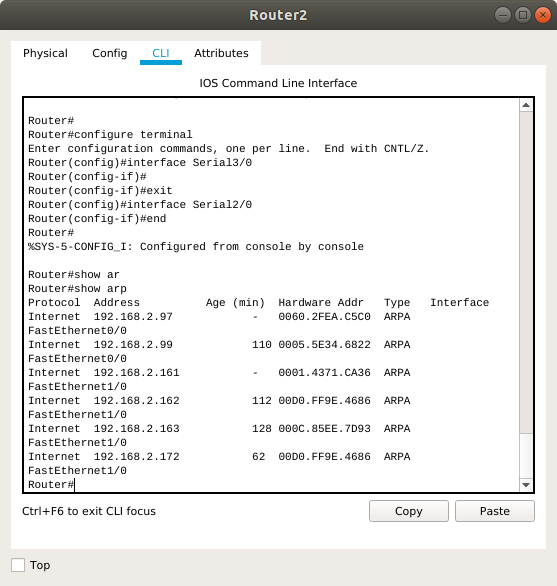 Router2
Physical Config CLI Attributes
IOS Command Line Interface
Router#
Router#configure terminal
Enter configuration commands, one per line.  End with CNTL/Z.
Router(config)#interface Serial3/0
Router(config-if)#
Router(config-if)#exit
Router(config)#interface Serial2/0
Router(config-if)#end
Router#
%SYS-5-CONFIG_I: Configured from console by console
Router#show ar
Router#show arp
Protocol  Address          Age (min)  Hardware Addr   Type   Interface
Internet  192.168.2.97            -   0060.2FEA.C5C0  ARPA
FastEthernet0/0
Internet  192.168.2.99            110 0005.5E34.6822  ARPA
FastEthernet0/0
Internet  192.168.2.161           -   0001.4371.CA36  ARPA
FastEthernet1/0
Internet  192.168.2.162           112 00D0.FF9E.4686  ARPA
FastEthernet1/0
Internet  192.168.2.163           128 000C.85EE.7D93  ARPA
FastEthernet1/0
Internet  192.168.2.172           62  00D0.FF9E.4686  ARPA
FastEthernet1/0
Router#
Ctrl+F6 to exit CLI focus
Copy Paste
Top